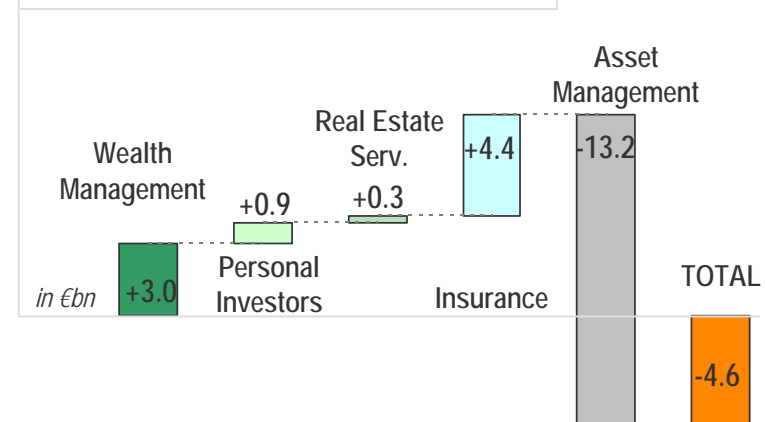 Asset
Management
-13.2
Real Estate
Serv.
+0.3
+4.4
Wealth
Management
+0.9
Personal
Investors
in €bn
+3.0
Insurance
TOTAL
-4.6